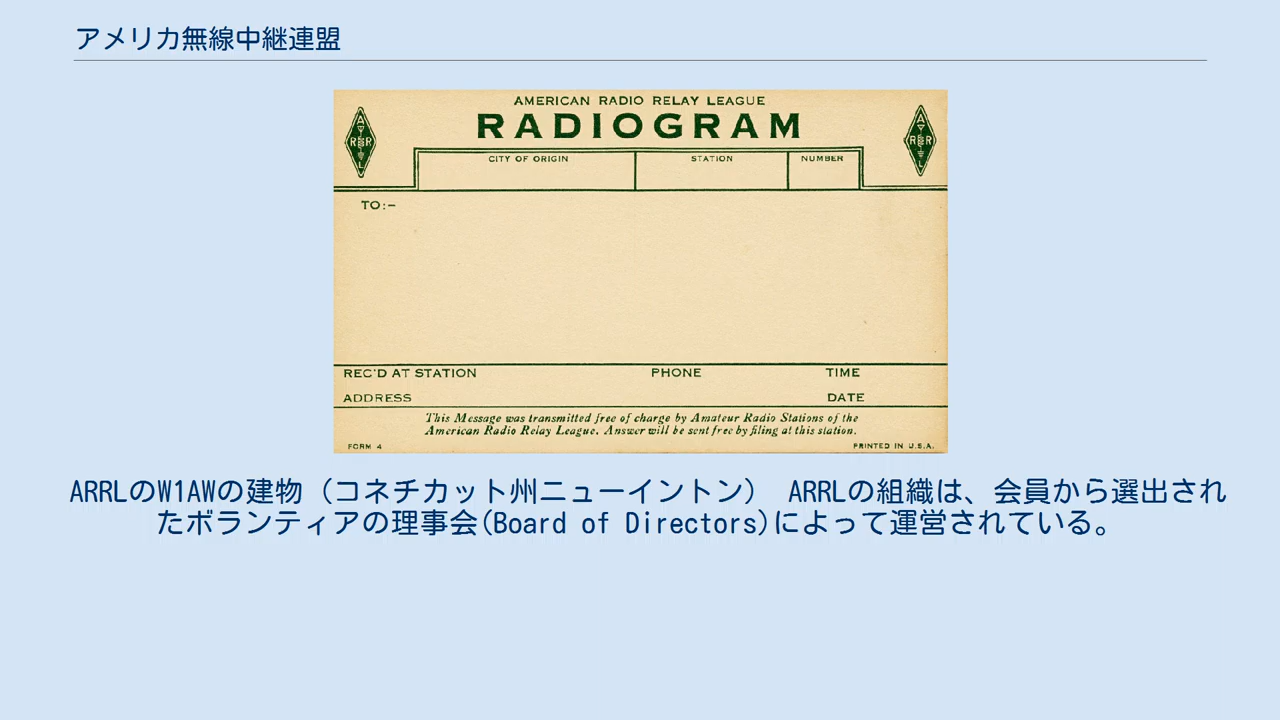 アメリカ無線中継連盟
AMERICAN RADIO RELAY LEAGUE
RADIOGRAM
A R R L
A R R L
CITY OF ORIGIN STATION NUMBER
TO:-
REC'D AT STATION PHONE TIME
ADDRESS DATE
This Message was transmitted free of charge by Amateur Radio Stations of the
American Radio Relay League. Answer will be sent free by filing at this station.
FORM 4 PRINTED IN U.S.A.
ARRLのW1AWの建物（コネチカット州ニューイントン） ARRLの組織は、会員から選出され
たボランティアの理事会(Board of Directors)によって運営されている。